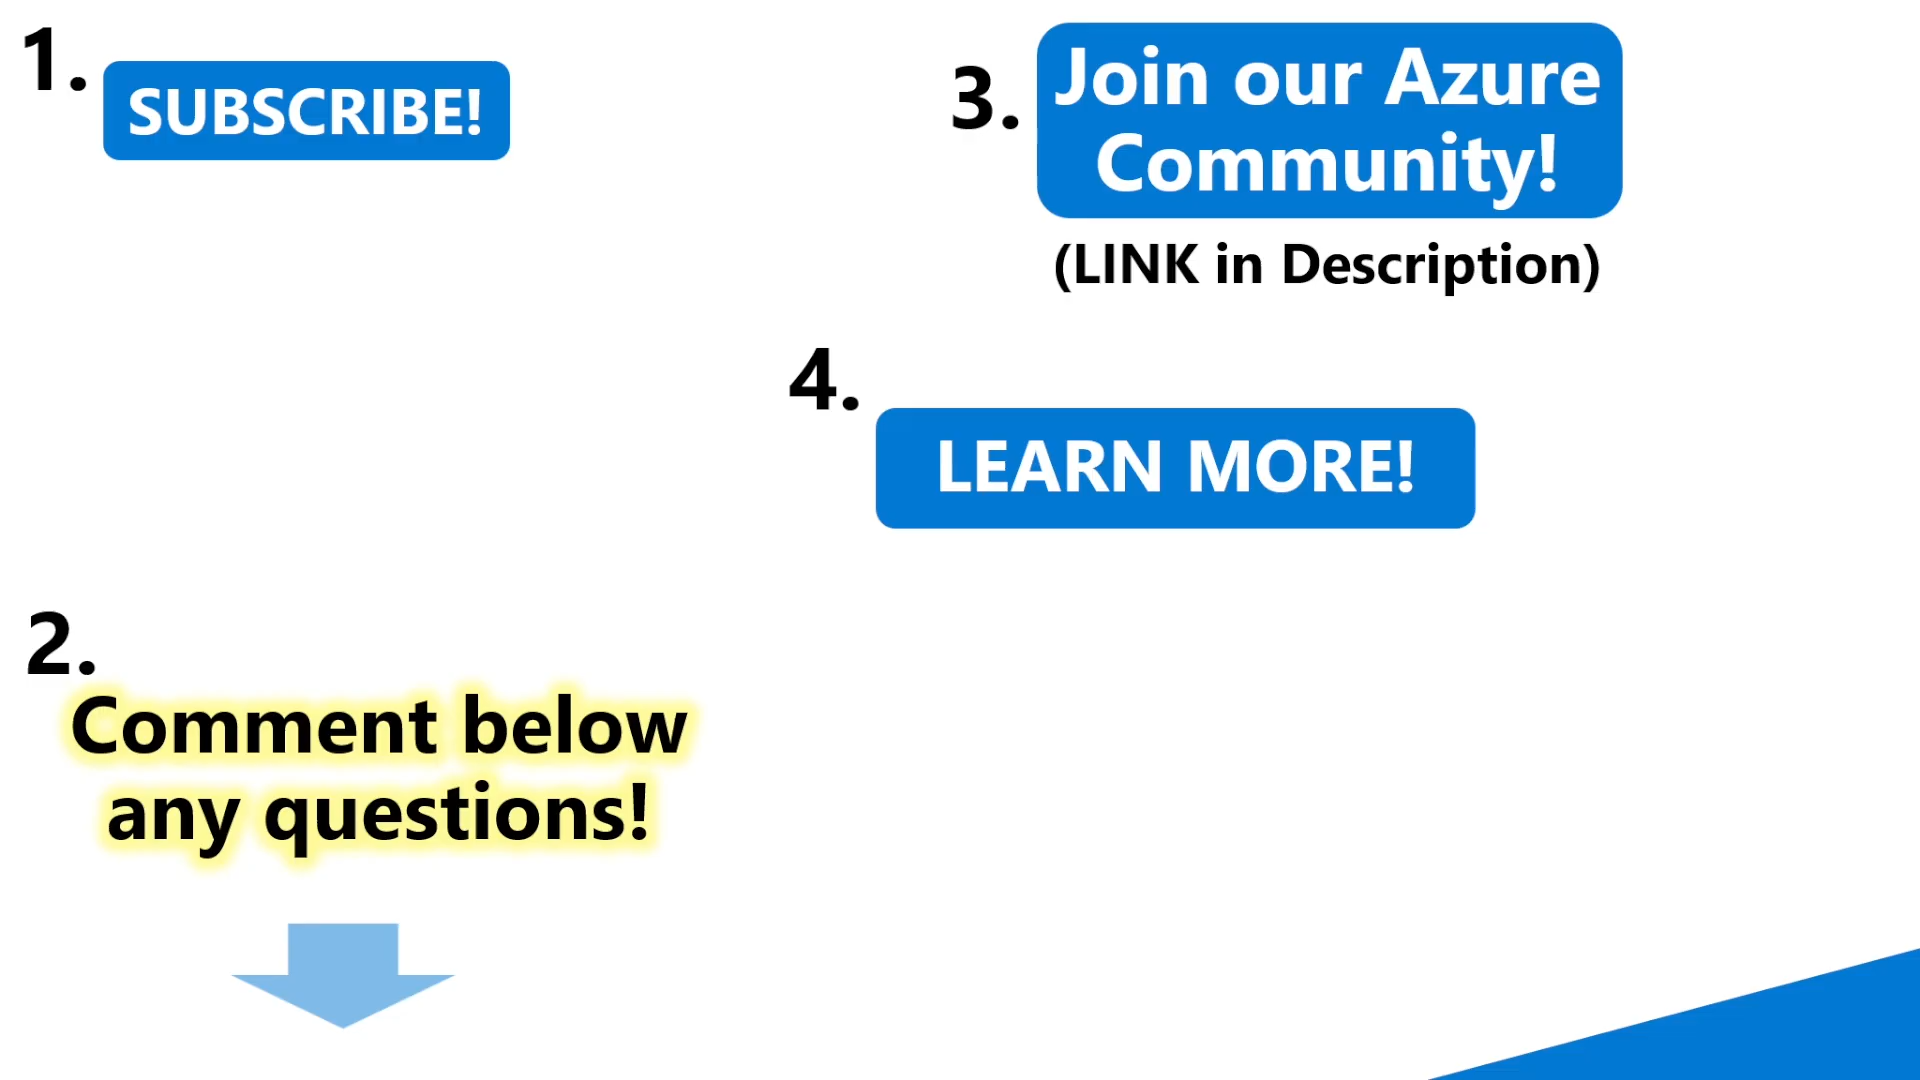 1.
SUBSCRIBE!
2.
Comment below
any questions!
3.
Join our Azure
Community!
(LINK in Description)
4.
LEARN MORE!